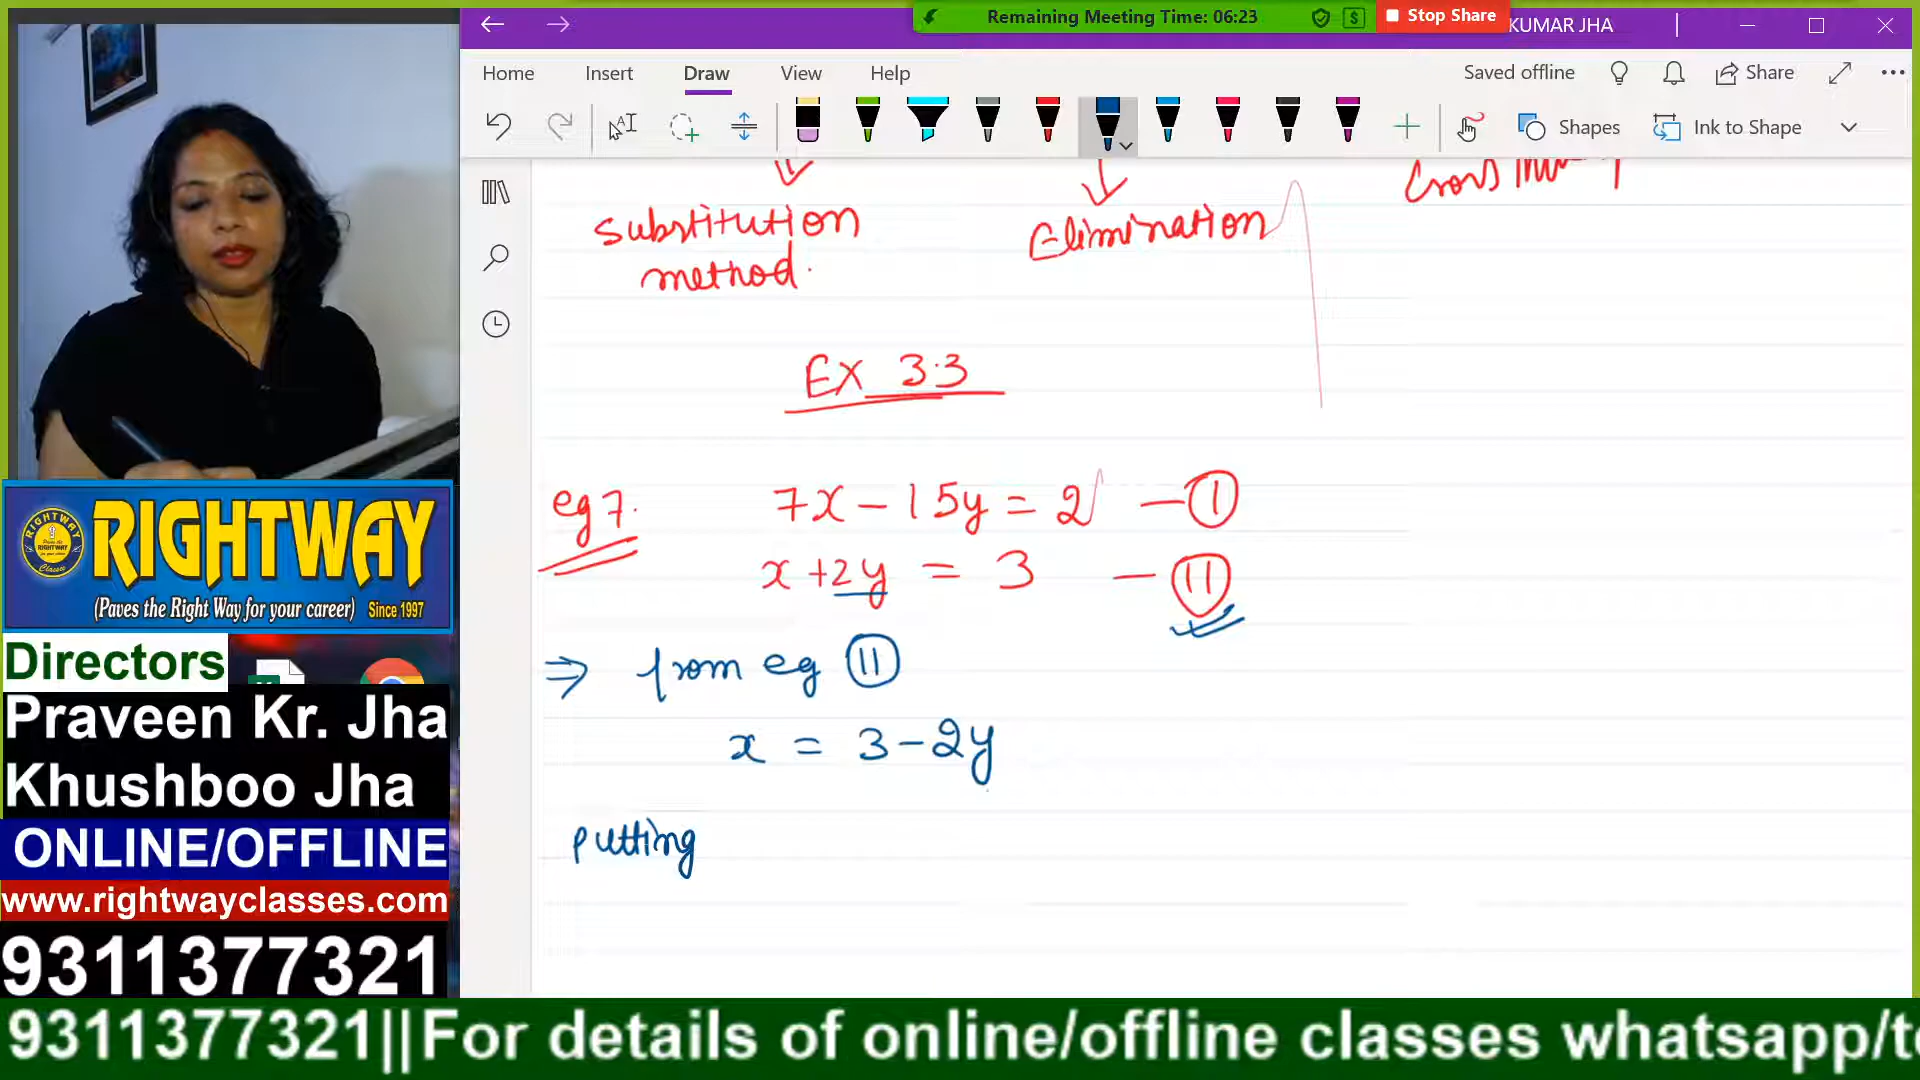 Remaining Meeting Time: 06:23
Stop Share
KUMAR JHA
Home Insert Draw View Help
Saved offline
Share
Shapes
Ink to Shape
Substitution
method.
Elimination
Cross
EX 3.3
eg 7.
7x - 15y = 2 - ①
x + 2y = 3 - Ⓘ Ⓘ
⇒ from eq Ⓘ Ⓘ
x = 3 - 2y
putting
RIGHTWAY
(Paves the Right Way for your career) Since 1997
Directors
Praveen Kr. Jha
Khushboo Jha
ONLINE/OFFLINE
www.rightwayclasses.com
9311377321
9311377321||For details of online/offline classes whatsapp/te